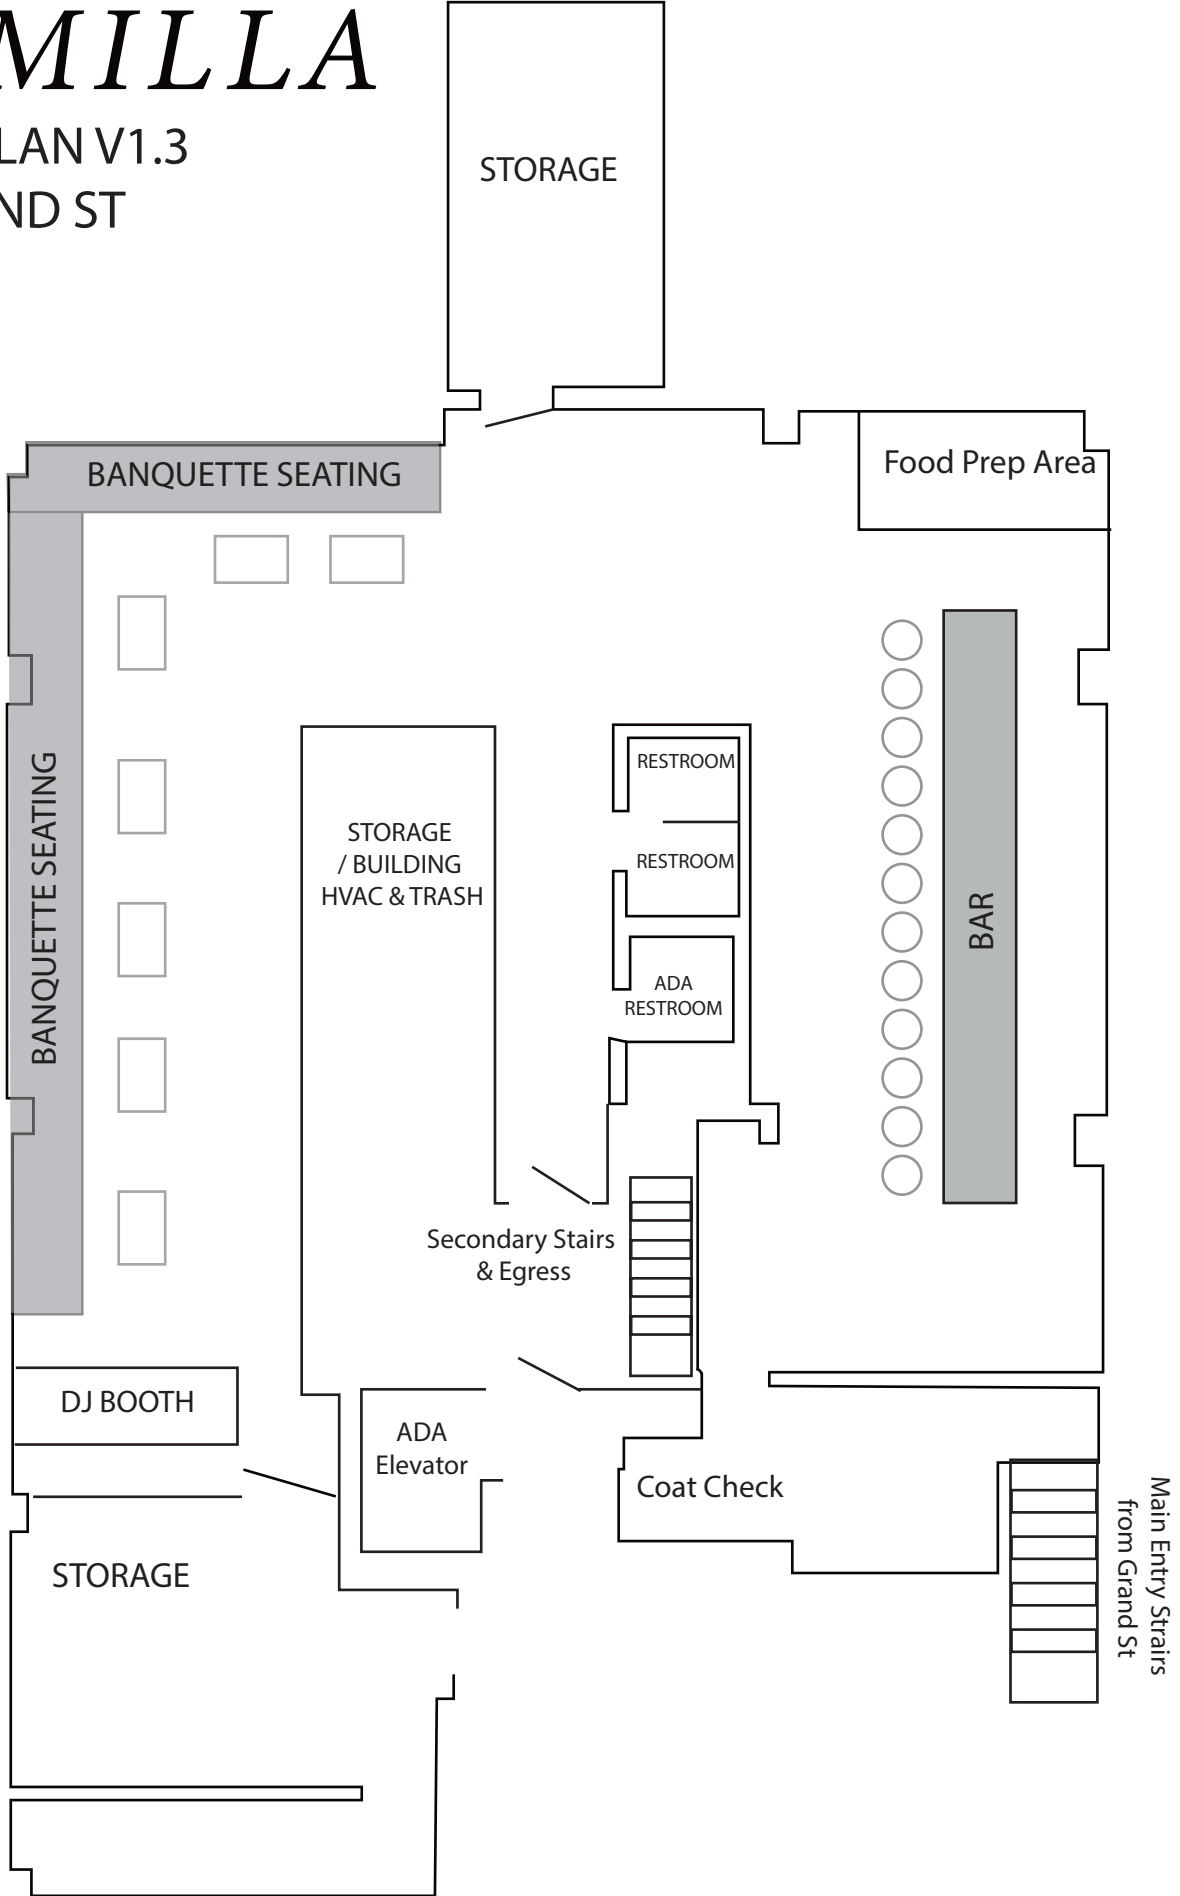 MILLA
LAN V1.3
ND ST
STORAGE
BANQUETTE SEATING
Food Prep Area
BANQUETTE SEATING
STORAGE
/ BUILDING
HVAC & TRASH
RESTROOM
RESTROOM
ADA
RESTROOM
BAR
Secondary Stairs
& Egress
DJ BOOTH
ADA
Elevator
Coat Check
Main Entry Strairs
from Grand St
STORAGE